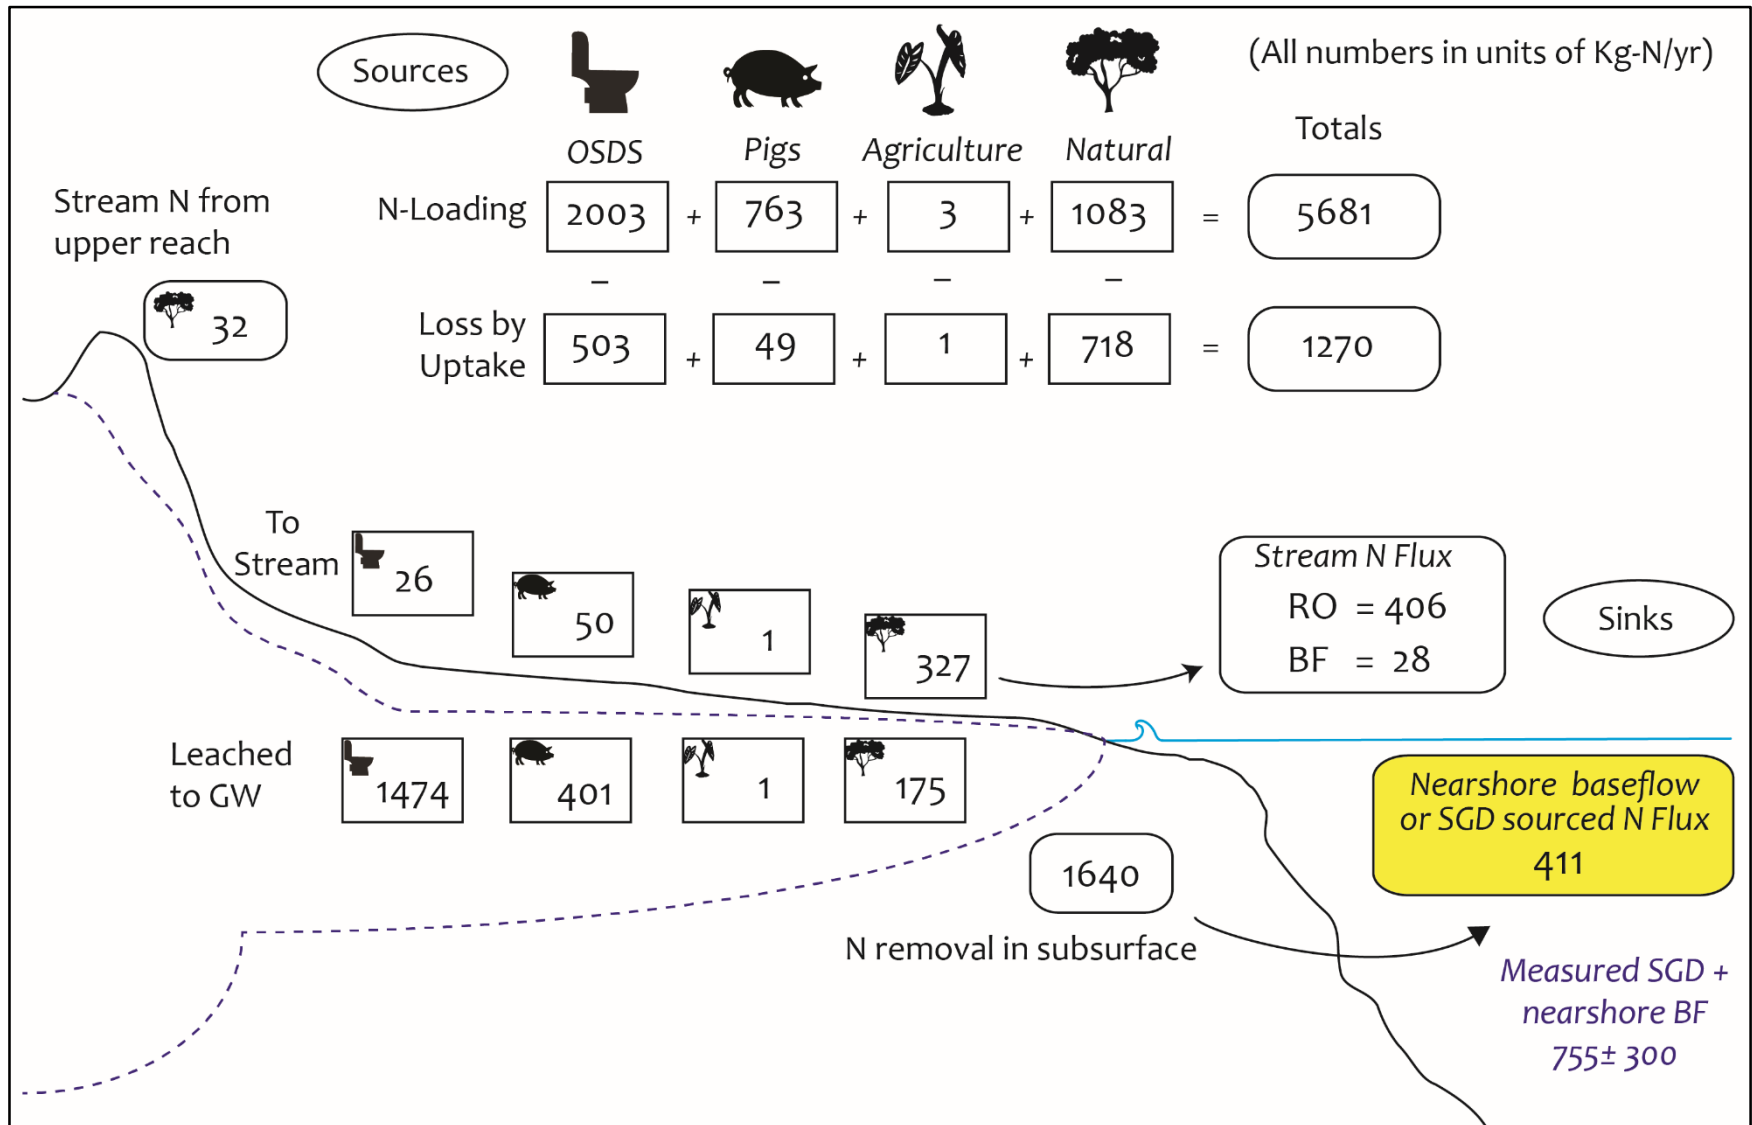 Sources
(All numbers in units of Kg-N/yr)
OSDS Pigs Agriculture Natural Totals
N-Loading 2003 + 763 + 3 + 1083 = 5681
– – – –
Loss by
Uptake 503 + 49 + 1 + 718 = 1270
Stream N from
upper reach
32
To
Stream
26
50
1
327
Stream N Flux
RO = 406
BF = 28
Sinks
Leached
to GW
1474
401
1
175
1640
N removal in subsurface
Nearshore baseflow
or SGD sourced N Flux
411
Measured SGD +
nearshore BF
755± 300